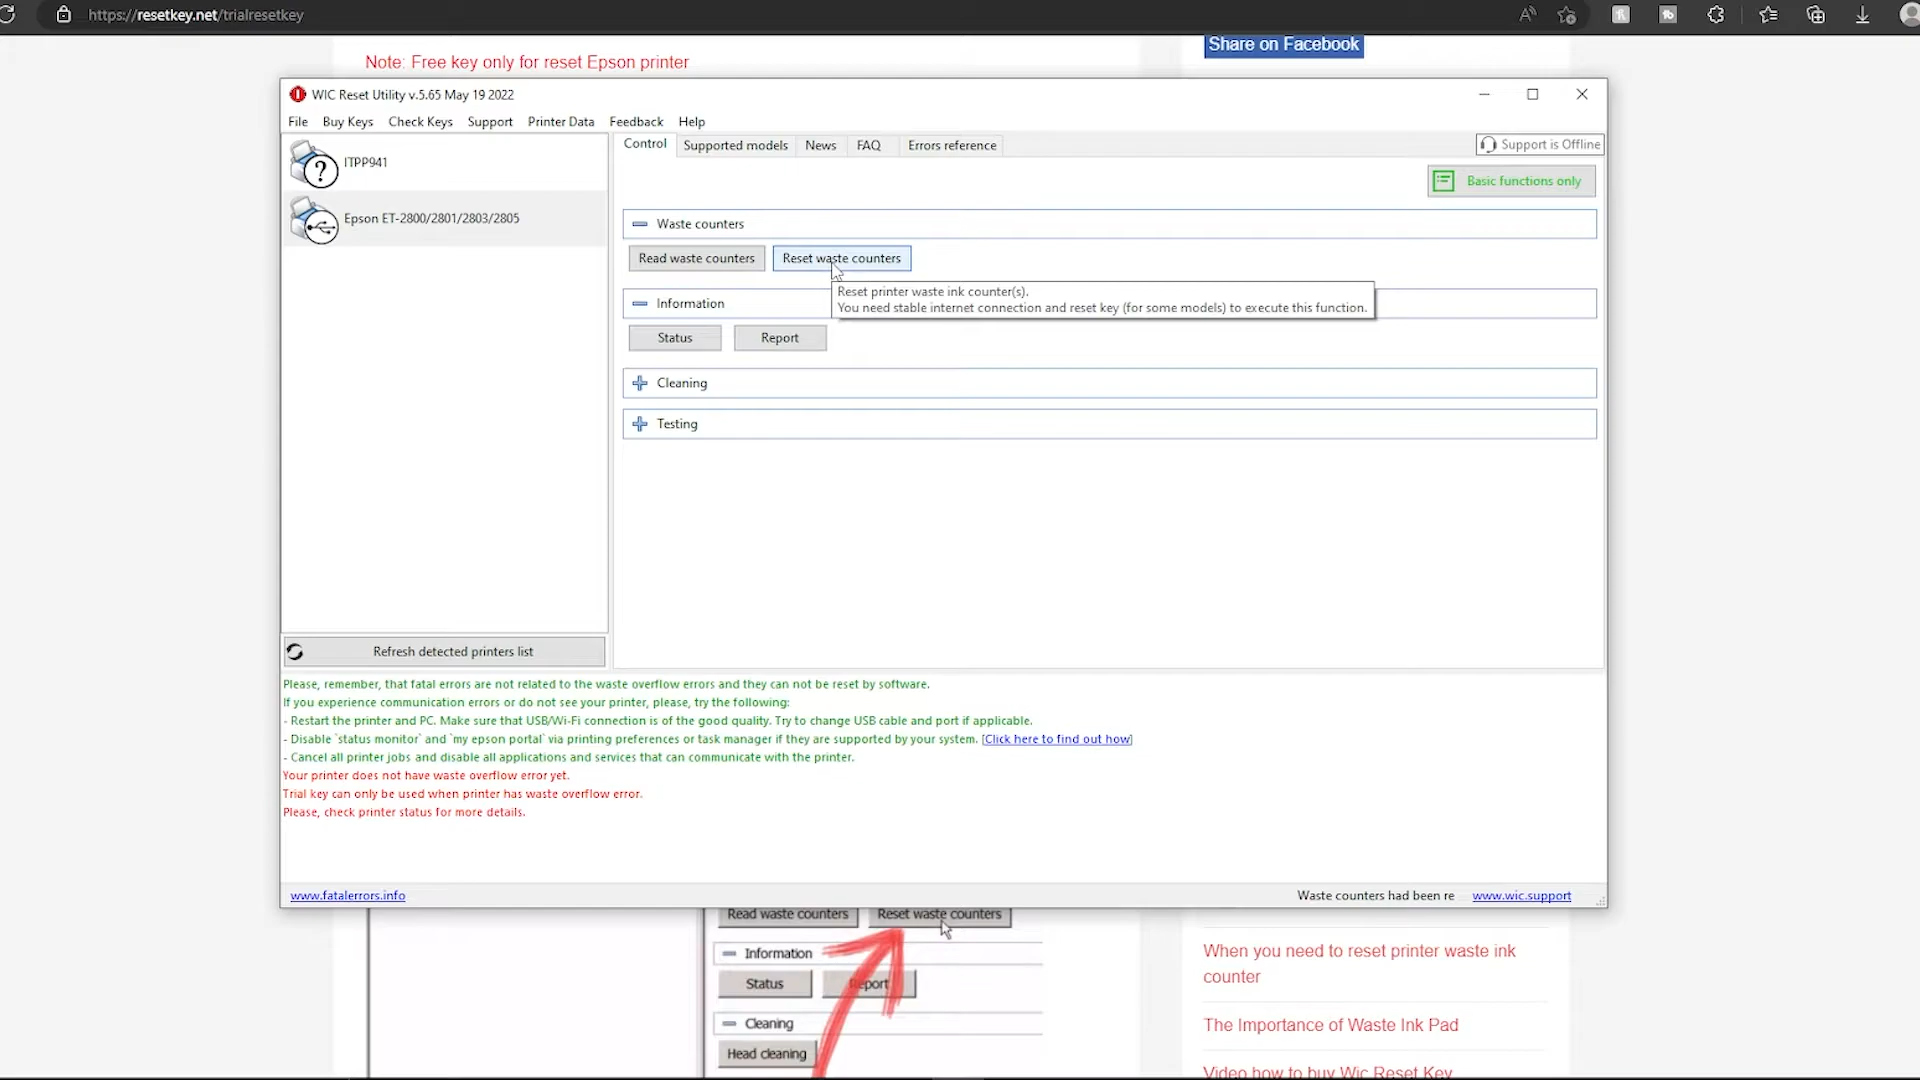 https://resetkey.net/trialresetkey
Note: Free key only for reset Epson printer
Share on Facebook
WIC Reset Utility v.5.65 May 19 2022
File Buy Keys Check Keys Support Printer Data Feedback Help
ITPP941
Epson ET-2800/2801/2803/2805
Control Supported models News FAQ Errors reference
Support is Offline
Basic functions only
Waste counters
Read waste counters Reset waste counters
Reset printer waste ink counter(s).
You need stable internet connection and reset key (for some models) to execute this function.
Information
Status Report
Cleaning
Testing
Refresh detected printers list
Please, remember, that fatal errors are not related to the waste overflow errors and they can not be reset by software.
If you experience communication errors or do not see your printer, please, try the following:
- Restart the printer and PC. Make sure that USB/Wi-Fi connection is of the good quality. Try to change USB cable and port if applicable.
- Disable `status monitor` and `my epson portal` via printing preferences or task manager if they are supported by your system. [Click here to find out how]
- Cancel all printer jobs and disable all applications and services that can communicate with the printer.
Your printer does not have waste overflow error yet.
Trial key can only be used when printer has waste overflow error.
Please, check printer status for more details.
www.fatalerrors.info
Waste counters had been re www.wic.support
Read waste counters Reset waste counters
Information
Status Report
Cleaning
Head cleaning
When you need to reset printer waste ink
counter
The Importance of Waste Ink Pad
Video how to buy Wic Reset Key